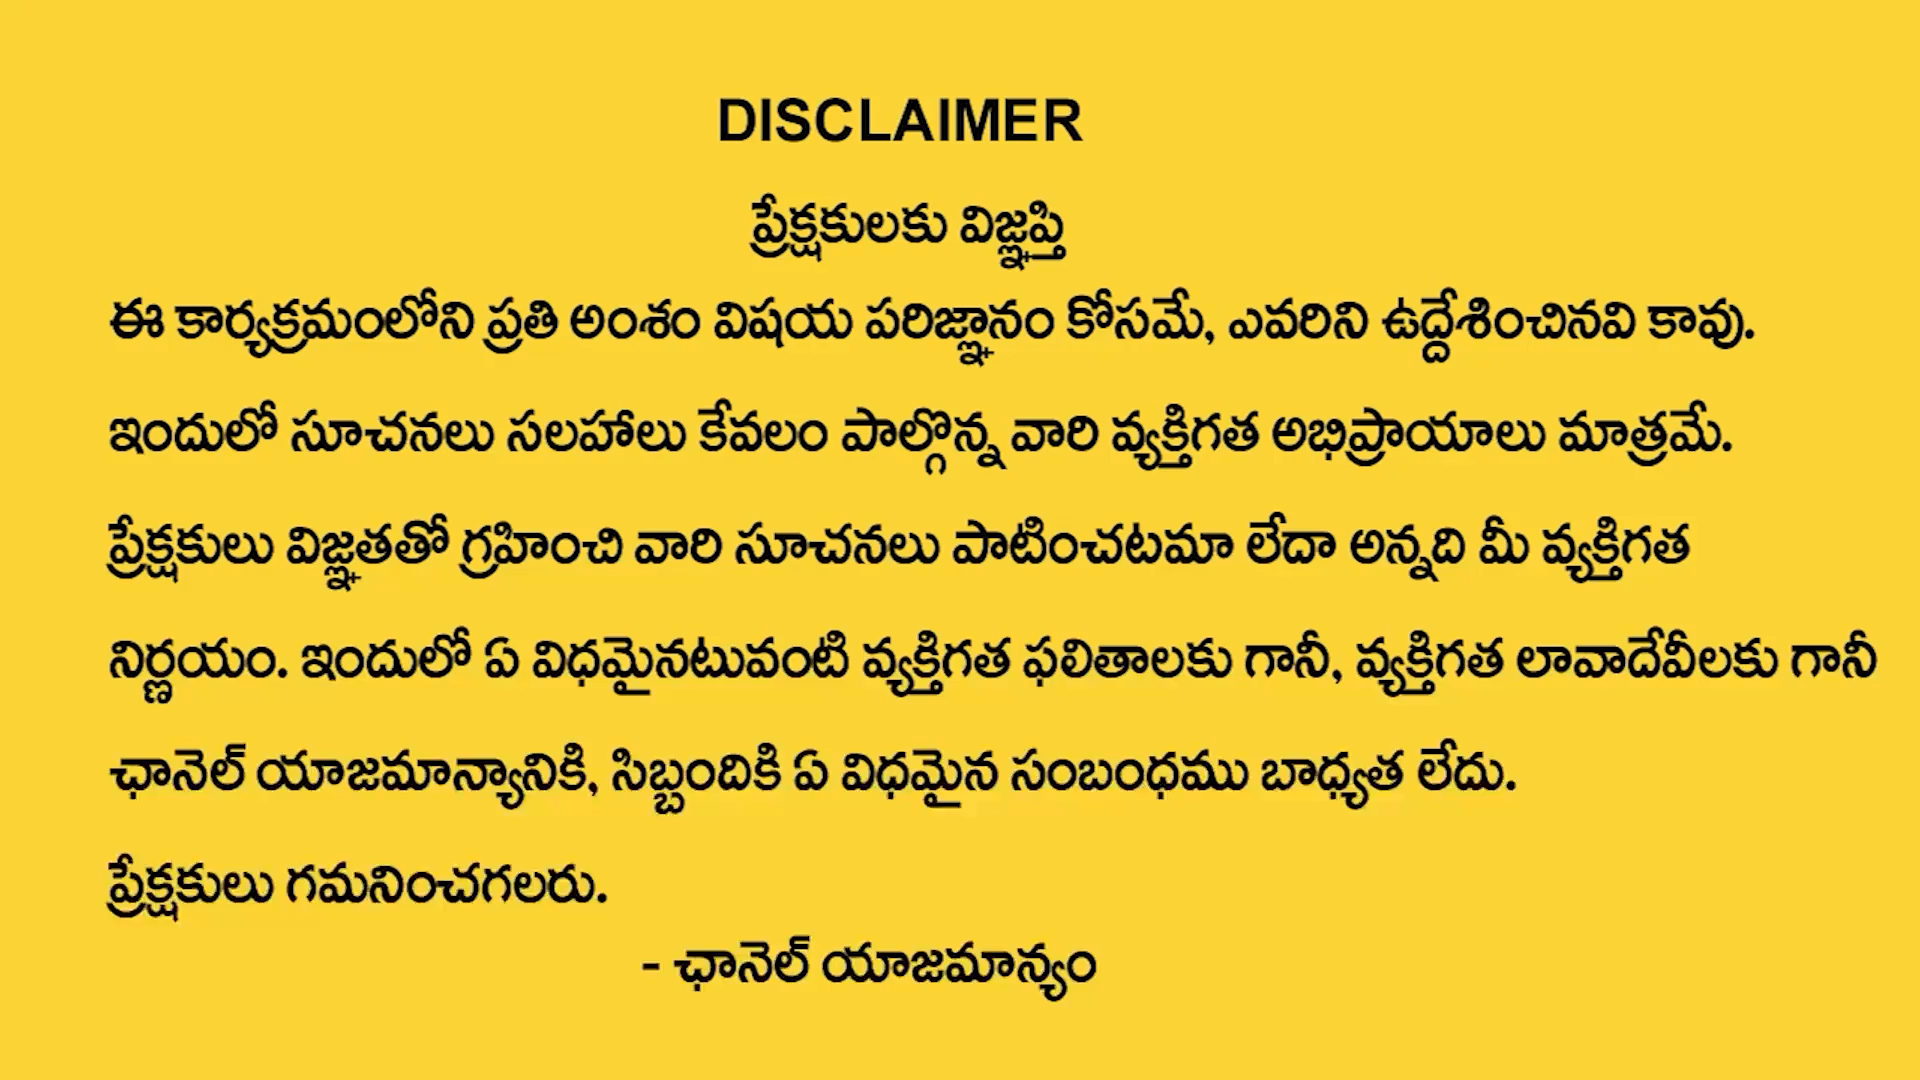 DISCLAIMER
ప్రేక్షకులకు విజ్ఞప్తి
ఈ కార్యక్రమంలోని ప్రతి అంశం విషయ పరిజ్ఞానం కోసమే, ఎవరిని ఉద్దేశించినవి కావు.
ఇందులో సూచనలు సలహాలు కేవలం పాల్గొన్న వారి వ్యక్తిగత అభిప్రాయాలు మాత్రమే.
ప్రేక్షకులు విజ్ఞతతో గ్రహించి వారి సూచనలు పాటించటమా లేదా అన్నది మీ వ్యక్తిగత
నిర్ణయం. ఇందులో ఏ విధమైనటువంటి వ్యక్తిగత ఫలితాలకు గానీ, వ్యక్తిగత లావాదేవీలకు గానీ
ఛానెల్ యాజమాన్యానికి, సిబ్బందికి ఏ విధమైన సంబంధము బాధ్యత లేదు.
ప్రేక్షకులు గమనించగలరు.
- ఛానెల్ యాజమాన్యం